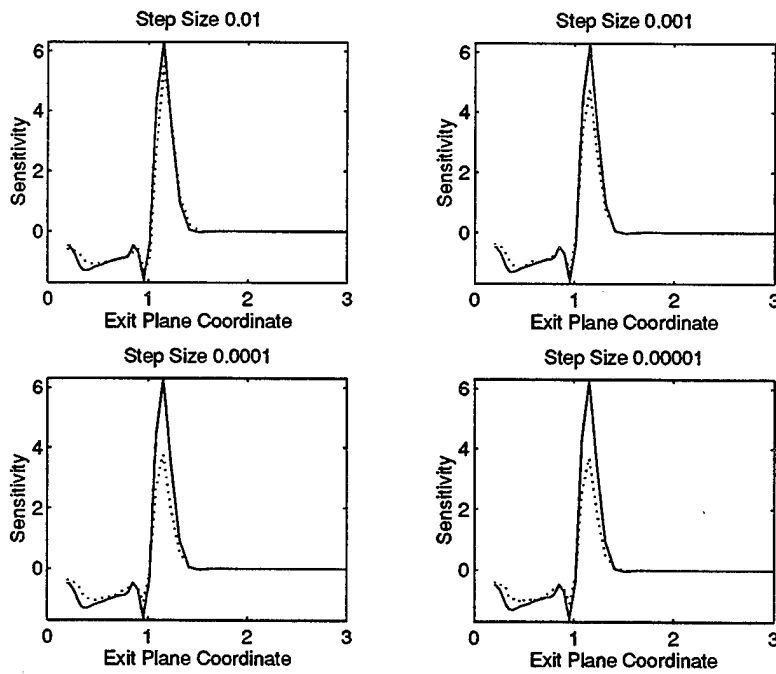 Step Size 0.01
6
4
2
0
Sensitivity
0 1 2 3
Exit Plane Coordinate
Step Size 0.001
6
4
2
0
Sensitivity
0 1 2 3
Exit Plane Coordinate
Step Size 0.0001
6
4
2
0
Sensitivity
0 1 2 3
Exit Plane Coordinate
Step Size 0.00001
6
4
2
0
Sensitivity
0 1 2 3
Exit Plane Coordinate